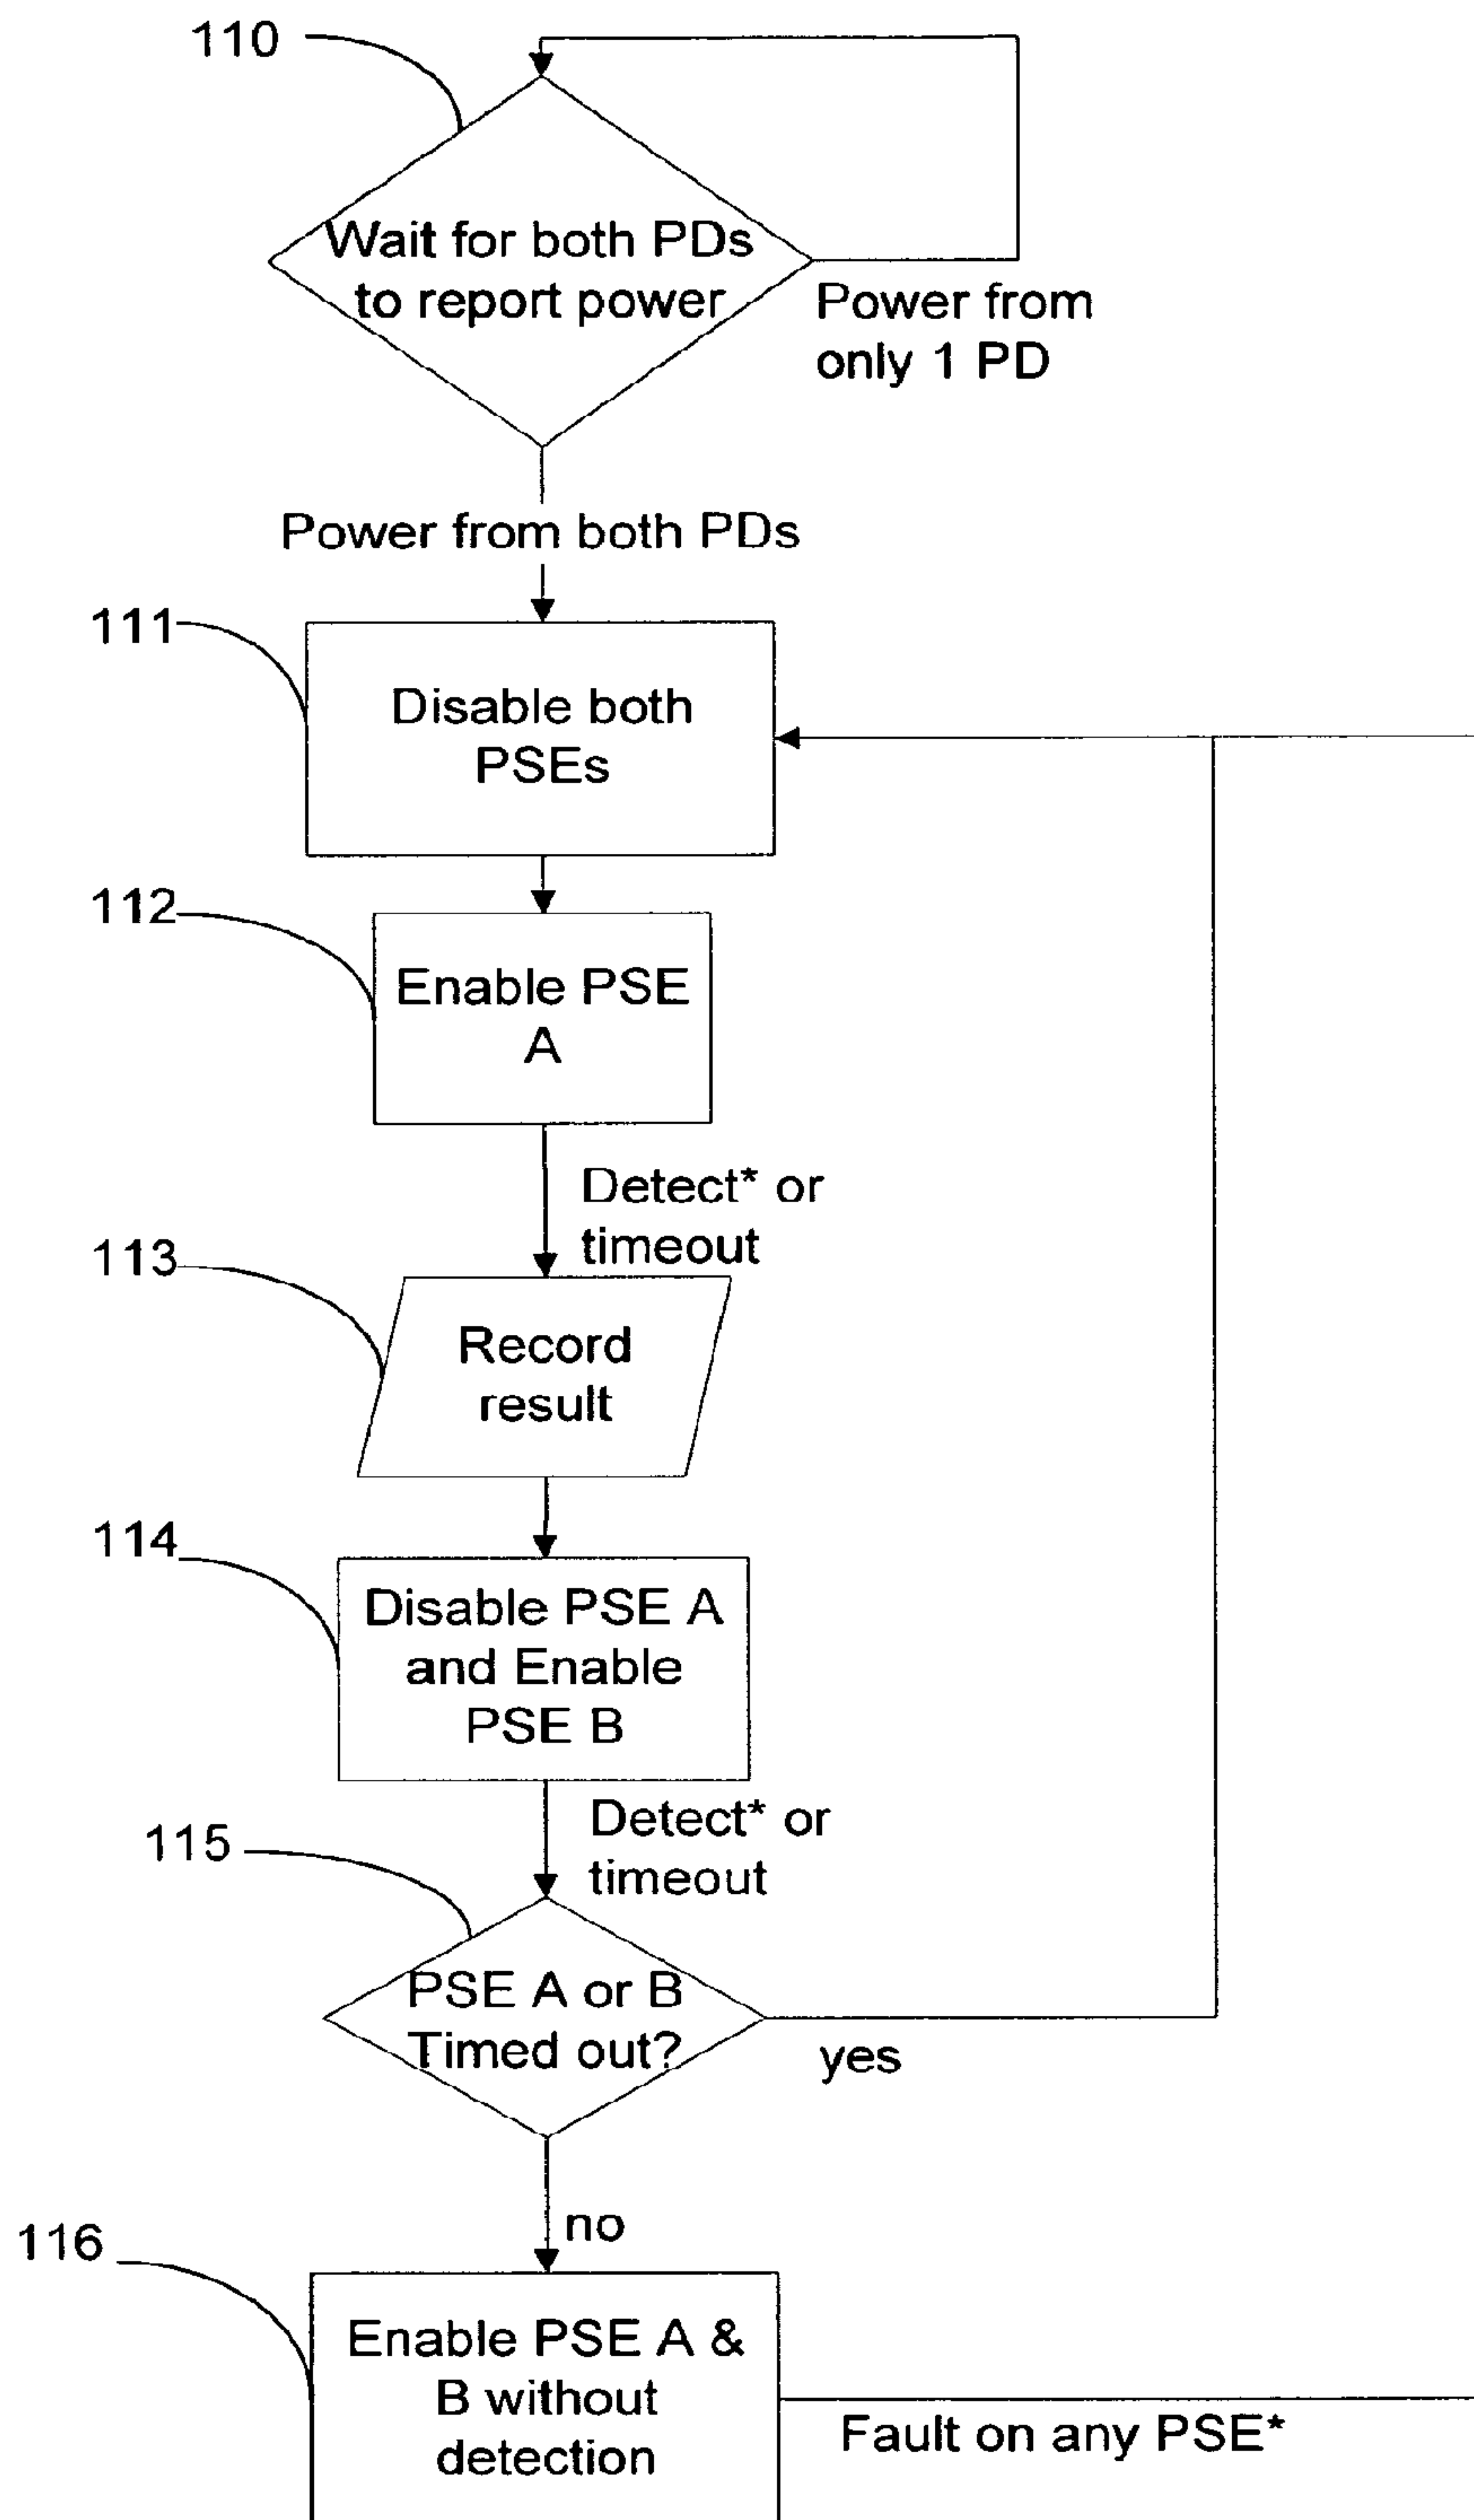 110
Wait for both PDs
to report power
Power from
only 1 PD
Power from both PDs
111
Disable both
PSEs
112
Enable PSE
A
Detect* or
timeout
113
Record
result
114
Disable PSE A
and Enable
PSE B
Detect* or
timeout
115
PSE A or B
Timed out?
yes
no
116
Enable PSE A &
B without
detection
Fault on any PSE*